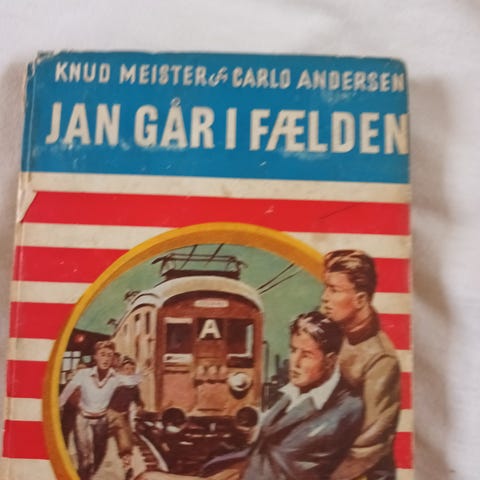 KNUD MEISTER & CARLO ANDERSEN
JAN GÅR I FÆLDEN
A